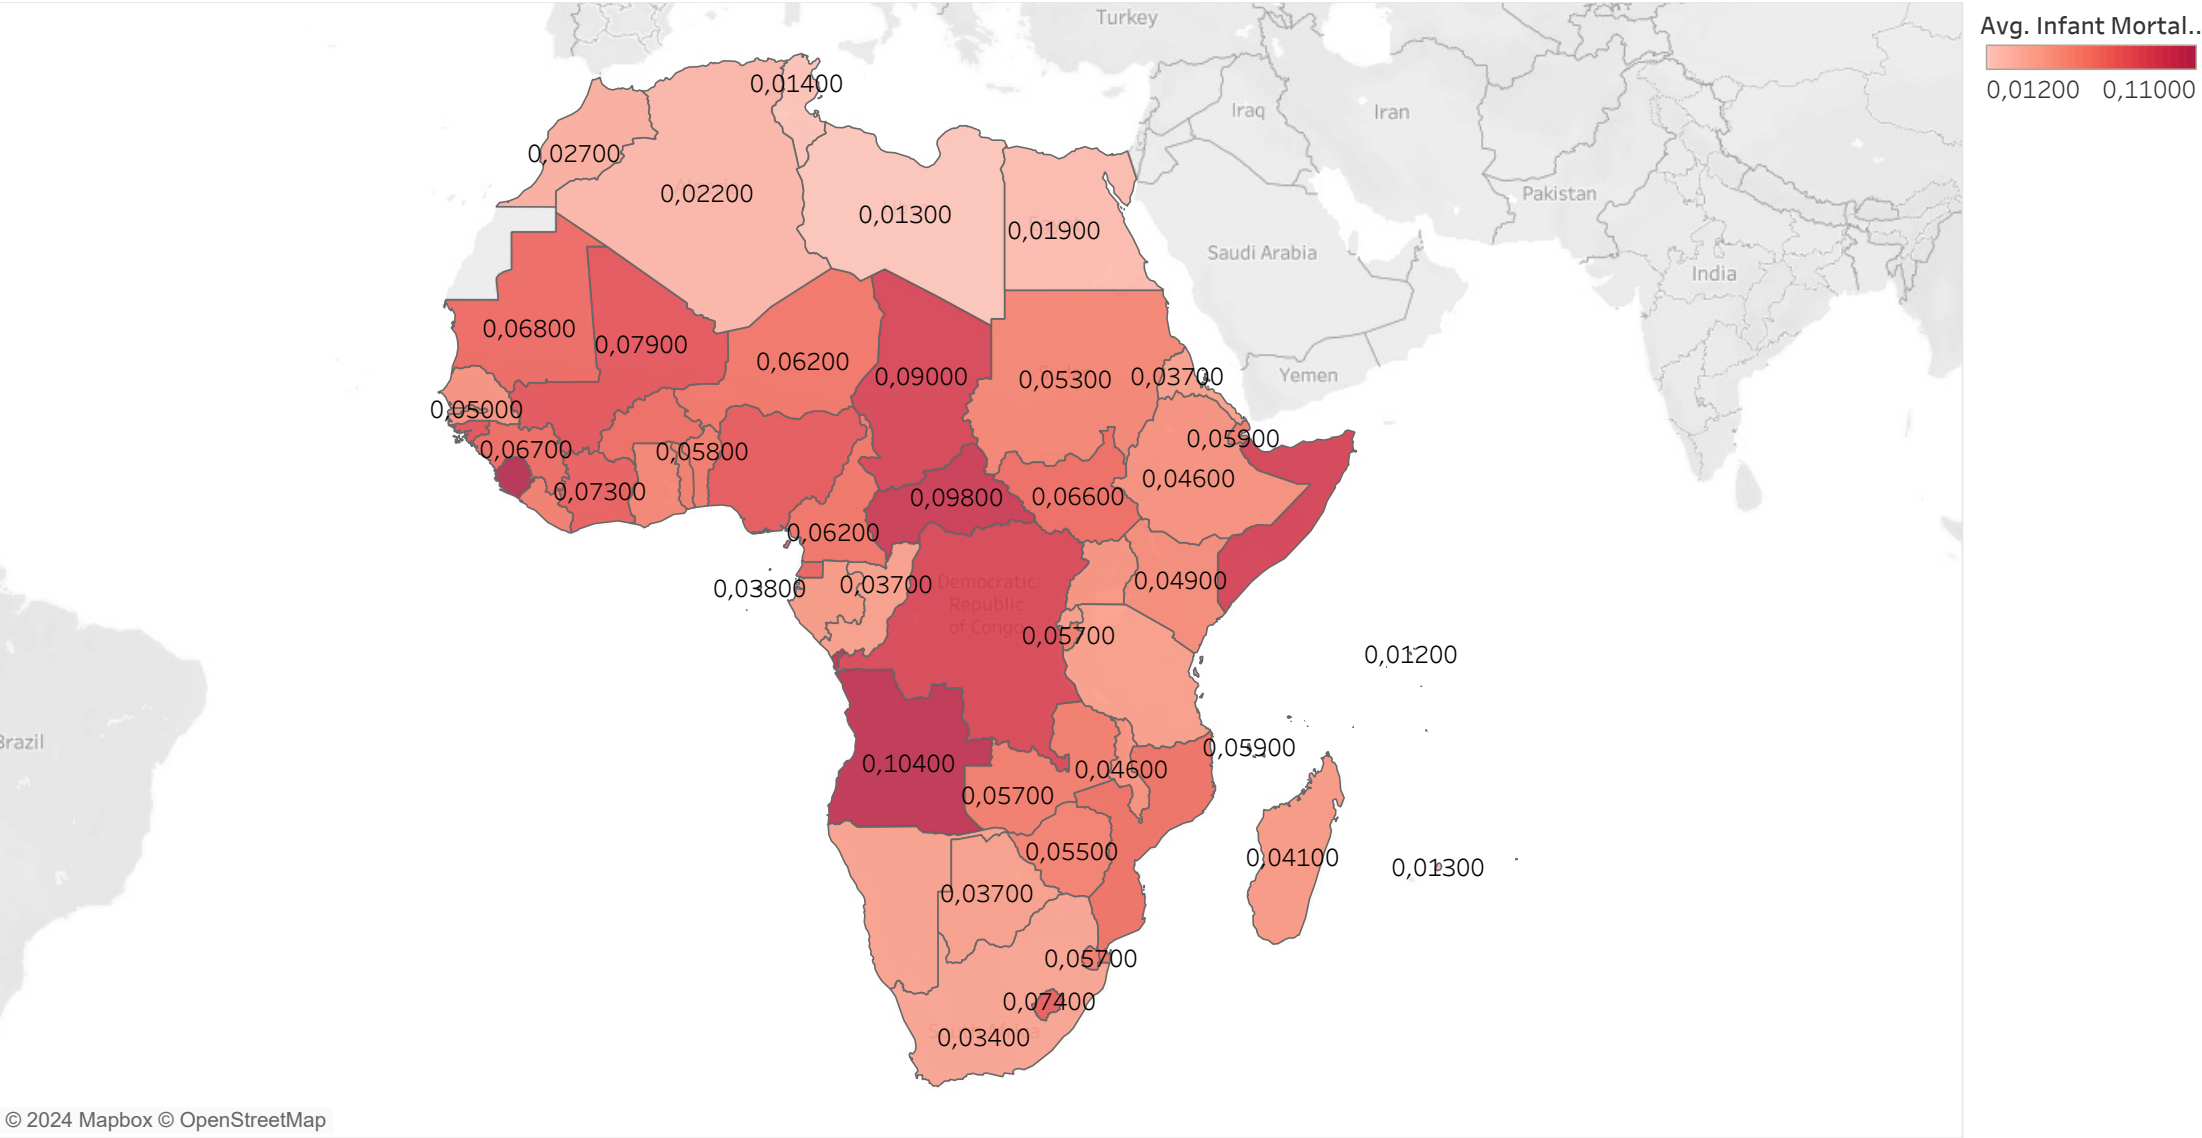 Turkey
Avg. Infant Mortal..
0,01200 0,11000
0,01400
Iraq
Iran
0,02700
0,02200
Pakistan
0,01300
0,01900
Saudi Arabia
India
0,06800
0,07900
0,06200
0,09000
0,05300
0,03700
Yemen
0,05000
0,05900
0,06700
0,05800
0,04600
0,07300
0,09800
0,06600
0,06200
0,03800
0,03700
Democratic
Republic
of Congo
0,04900
0,05700
0,01200
Brazil
0,05900
0,10400
0,04600
0,05700
0,05500
0,04100
0,01300
0,03700
0,05700
0,07400
0,03400
© 2024 Mapbox © OpenStreetMap